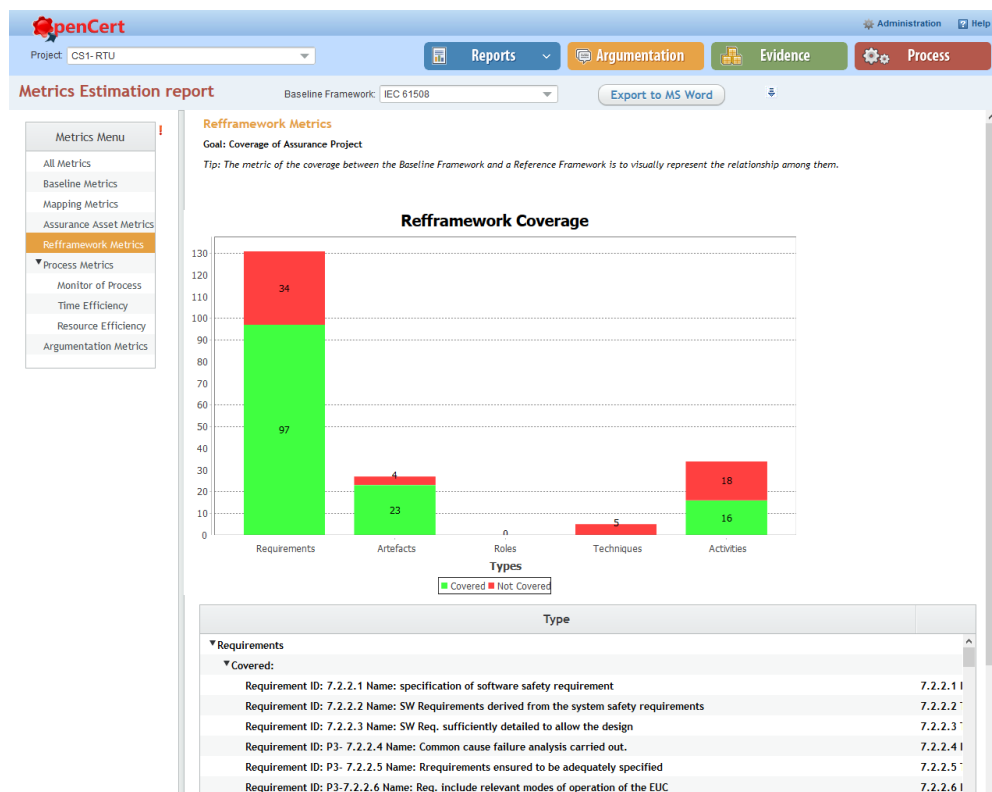 OpenCert
Administration Help
Project: CS1- RTU Reports Argumentation Evidence Process
Metrics Estimation report Baseline Framework: IEC 61508 Export to MS Word
Metrics Menu !
All Metrics
Baseline Metrics
Mapping Metrics
Assurance Asset Metrics
Refframework Metrics
Process Metrics
Monitor of Process
Time Efficiency
Resource Efficiency
Argumentation Metrics
Refframework Metrics
Goal: Coverage of Assurance Project
Tip: The metric of the coverage between the Baseline Framework and a Reference Framework is to visually represent the relationship among them.
Refframework Coverage
130
120
110
100
90
80
70
60
50
40
30
20
10
0
34
97
4
23
0
5
18
16
Requirements Artefacts Roles Techniques Activities
Types
Covered Not Covered
Type
Requirements
Covered:
Requirement ID: 7.2.2.1 Name: specification of software safety requirement 7.2.2.1
Requirement ID: 7.2.2.2 Name: SW Requirements derived from the system safety requirements 7.2.2.2
Requirement ID: 7.2.2.3 Name: SW Req. sufficiently detailed to allow the design 7.2.2.3
Requirement ID: P3- 7.2.2.4 Name: Common cause failure analysis carried out. 7.2.2.4
Requirement ID: P3- 7.2.2.5 Name: Rrequirements ensured to be adequately specified 7.2.2.5
Requirement ID: P3-7.2.2.6 Name: Req. include relevant modes of operation of the EUC 7.2.2.6